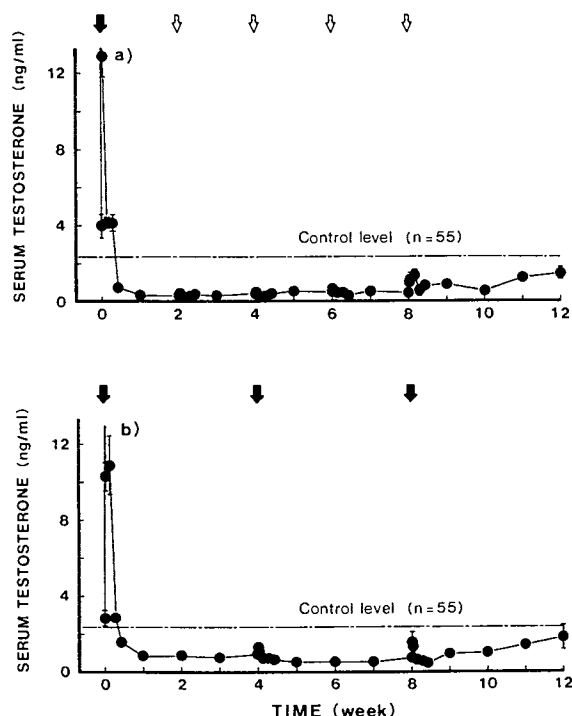 a)
SERUM TESTOSTERONE (ng/ml)
12
8
4
0
Control level (n=55)
0 2 4 6 8 10 12
b)
SERUM TESTOSTERONE (ng/ml)
12
8
4
0
Control level (n=55)
0 2 4 6 8 10 12
TIME (week)